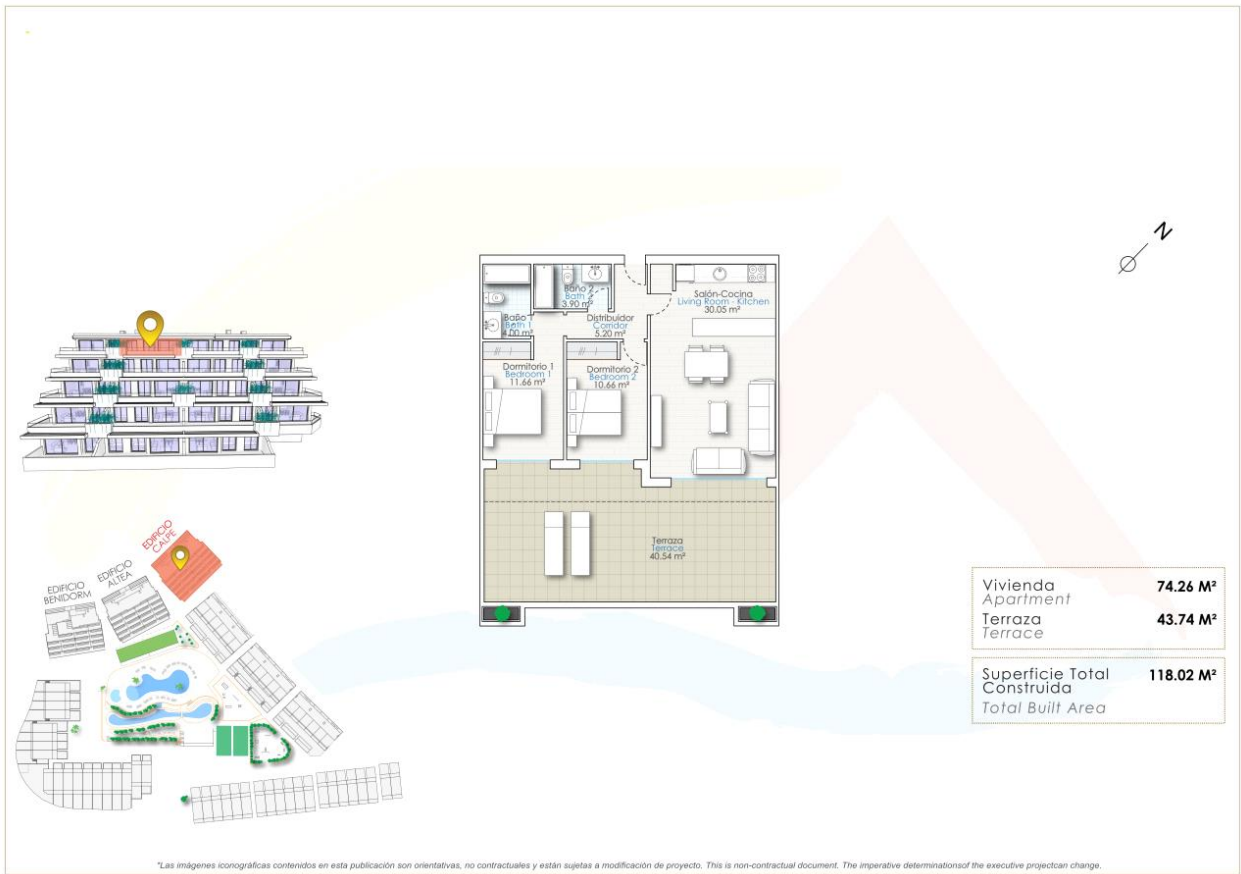 N
Baño 2
Bath 2
3.90 m²
Baño 1
Bath 1
4.00 m²
Distribuidor
Corridor
5.20 m²
Salón-Cocina
Living Room - Kitchen
30.05 m²
Dormitorio 1
Bedroom 1
11.66 m²
Dormitorio 2
Bedroom 2
10.66 m²
Terraza
Terrace
40.54 m²
EDIFICIO
CALPE
EDIFICIO
ALTEA
EDIFICIO
BENIDORM
Vivienda 74.26 M²
Apartment
Terraza 43.74 M²
Terrace
Superficie Total 118.02 M²
Construida
Total Built Area
"Las imágenes iconográficas contenidos en esta publicación son orientativas, no contractuales y están sujetas a modificación de proyecto. This is non-contractual document. The imperative determinationsof the executive projectcan change.